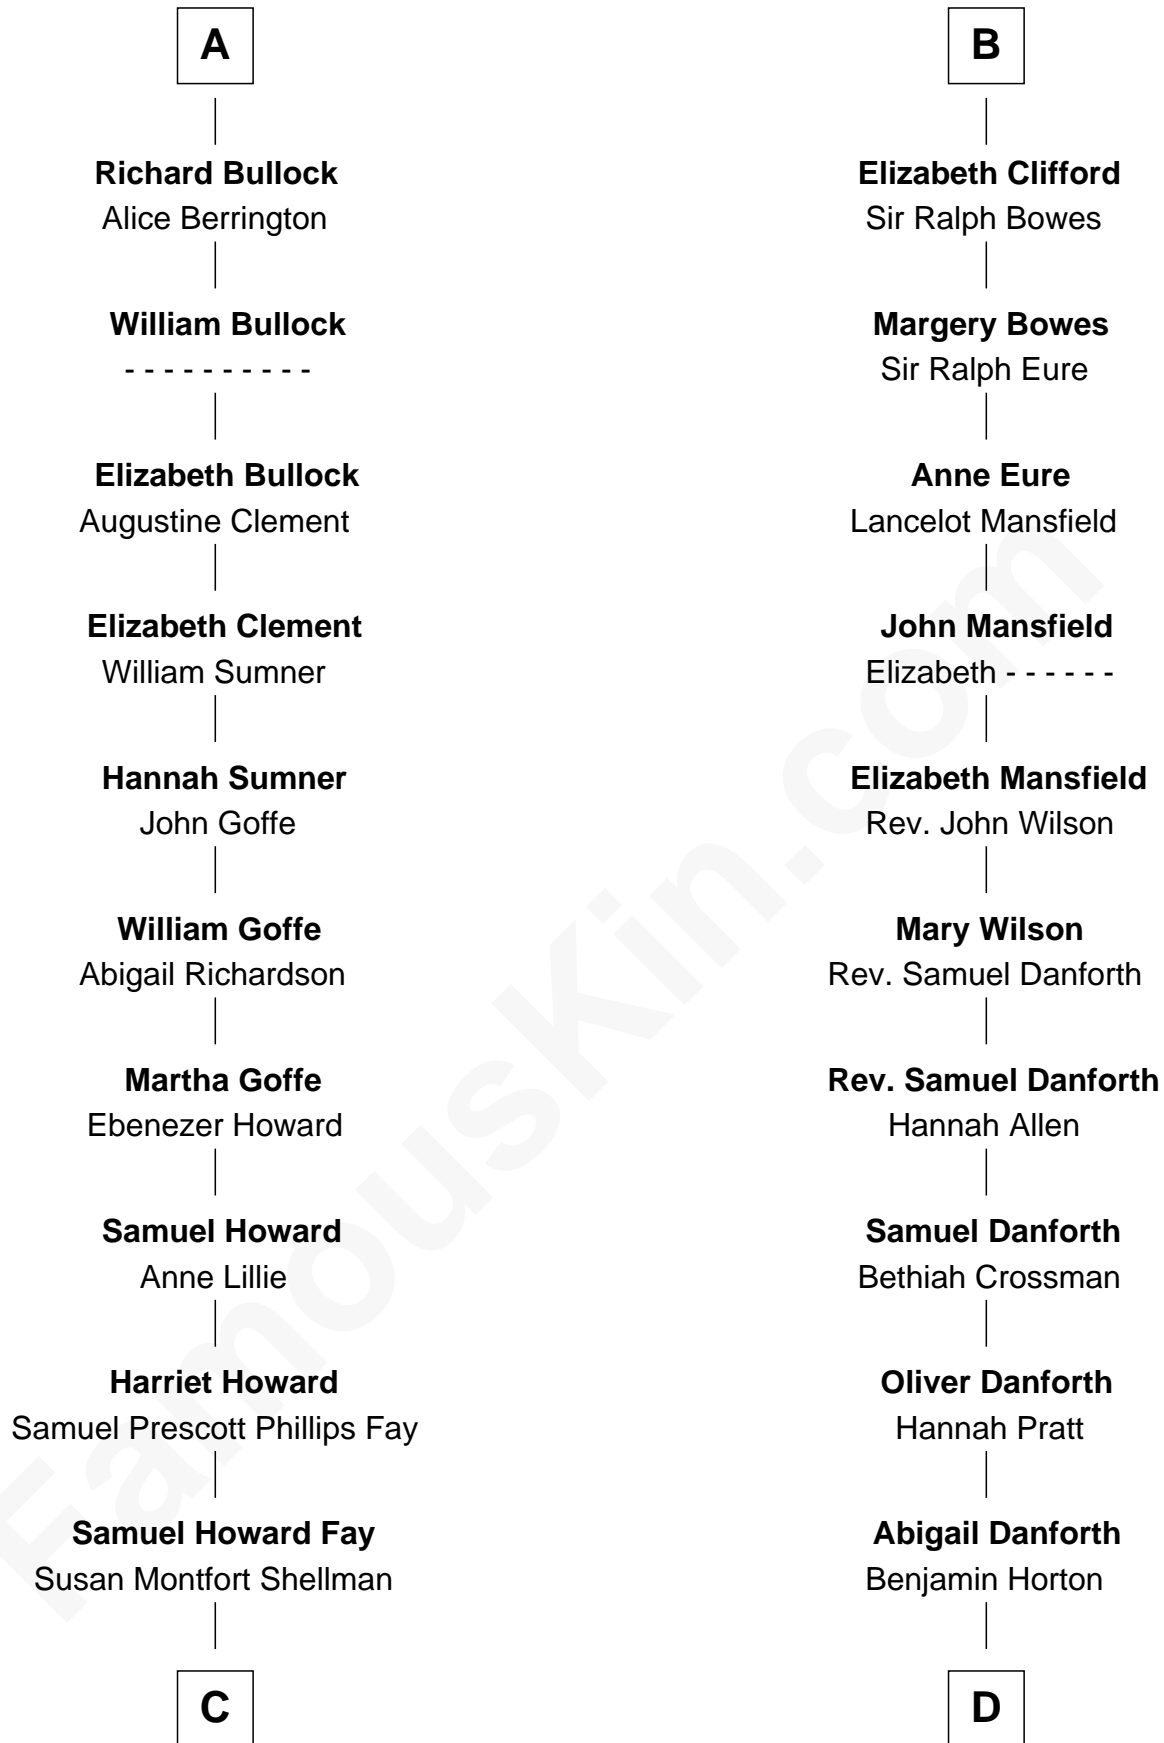 A
Richard Bullock
Alice Berrington
William Bullock
- - - - - - - - - -
Elizabeth Bullock
Augustine Clement
Elizabeth Clement
William Sumner
Hannah Sumner
John Goffe
William Goffe
Abigail Richardson
Martha Goffe
Ebenezer Howard
Samuel Howard
Anne Lillie
Harriet Howard
Samuel Prescott Phillips Fay
Samuel Howard Fay
Susan Montfort Shellman
C
B
Elizabeth Clifford
Sir Ralph Bowes
Margery Bowes
Sir Ralph Eure
Anne Eure
Lancelot Mansfield
John Mansfield
Elizabeth - - - - - -
Elizabeth Mansfield
Rev. John Wilson
Mary Wilson
Rev. Samuel Danforth
Rev. Samuel Danforth
Hannah Allen
Samuel Danforth
Bethiah Crossman
Oliver Danforth
Hannah Pratt
Abigail Danforth
Benjamin Horton
D
FamousKin.com